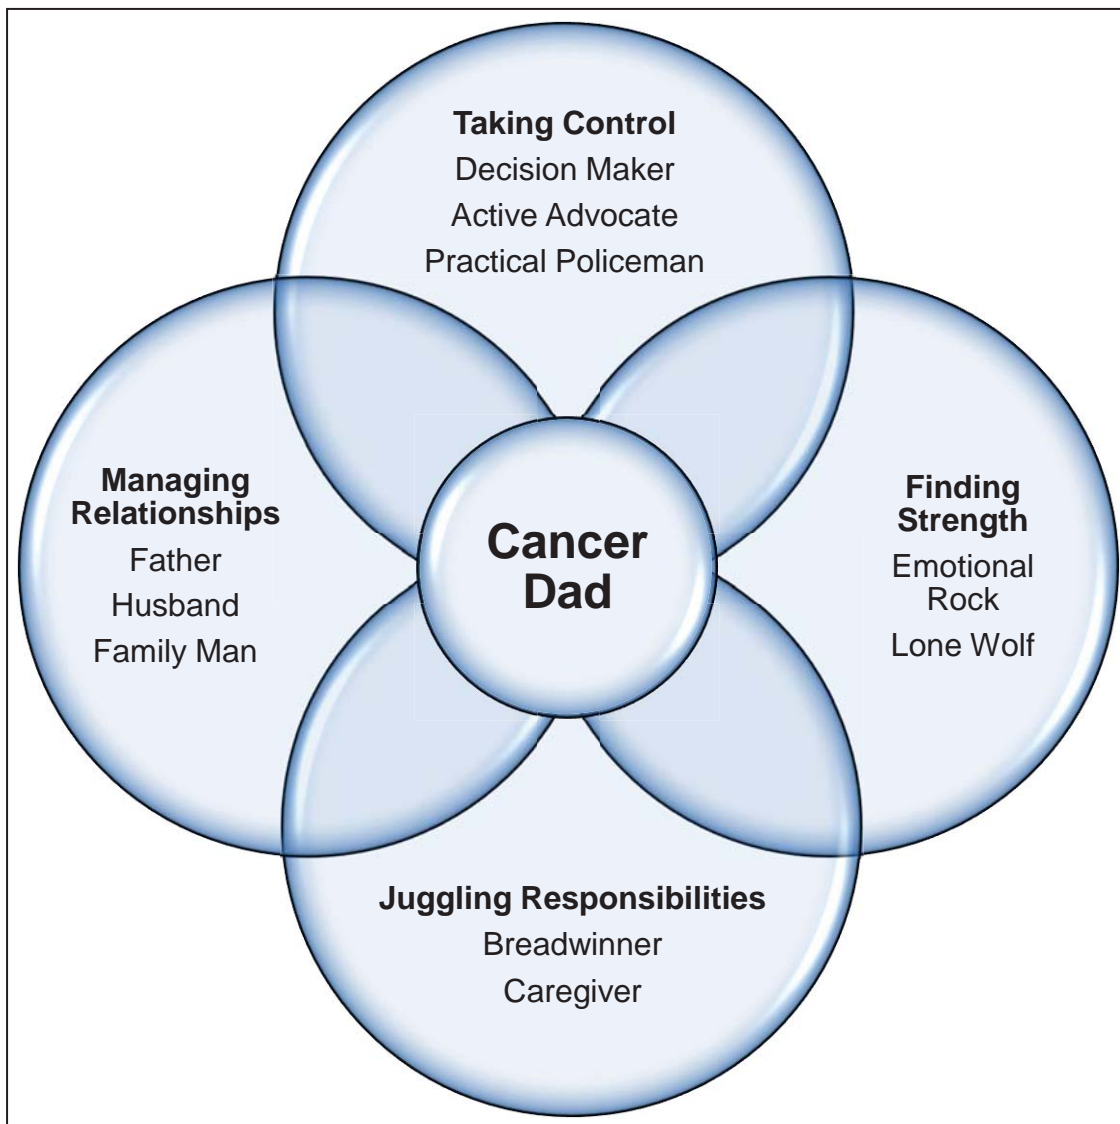 Taking Control
Decision Maker
Active Advocate
Practical Policeman
Managing
Relationships
Father
Husband
Family Man
Cancer
Dad
Finding
Strength
Emotional
Rock
Lone Wolf
Juggling Responsibilities
Breadwinner
Caregiver